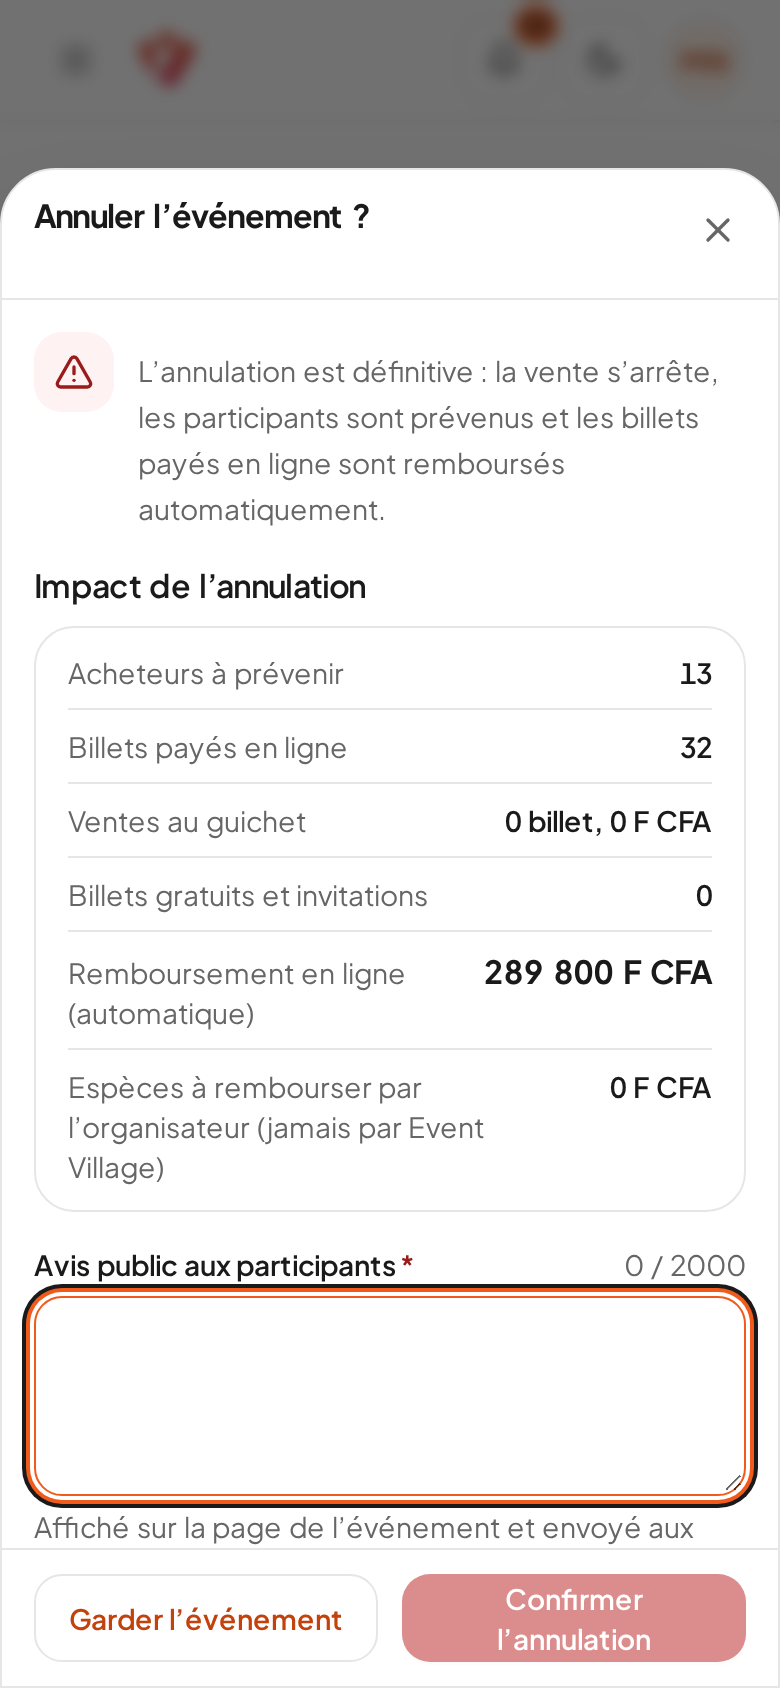 Annuler l’événement ?
L’annulation est définitive : la vente s’arrête,
les participants sont prévenus et les billets
payés en ligne sont remboursés
automatiquement.
Impact de l’annulation
Acheteurs à prévenir 13
Billets payés en ligne 32
Ventes au guichet 0 billet, 0 F CFA
Billets gratuits et invitations 0
Remboursement en ligne 289 800 F CFA
(automatique)
Espèces à rembourser par 0 F CFA
l’organisateur (jamais par Event
Village)
Avis public aux participants * 0 / 2000
Affiché sur la page de l’événement et envoyé aux
Garder l’événement
Confirmer
l’annulation